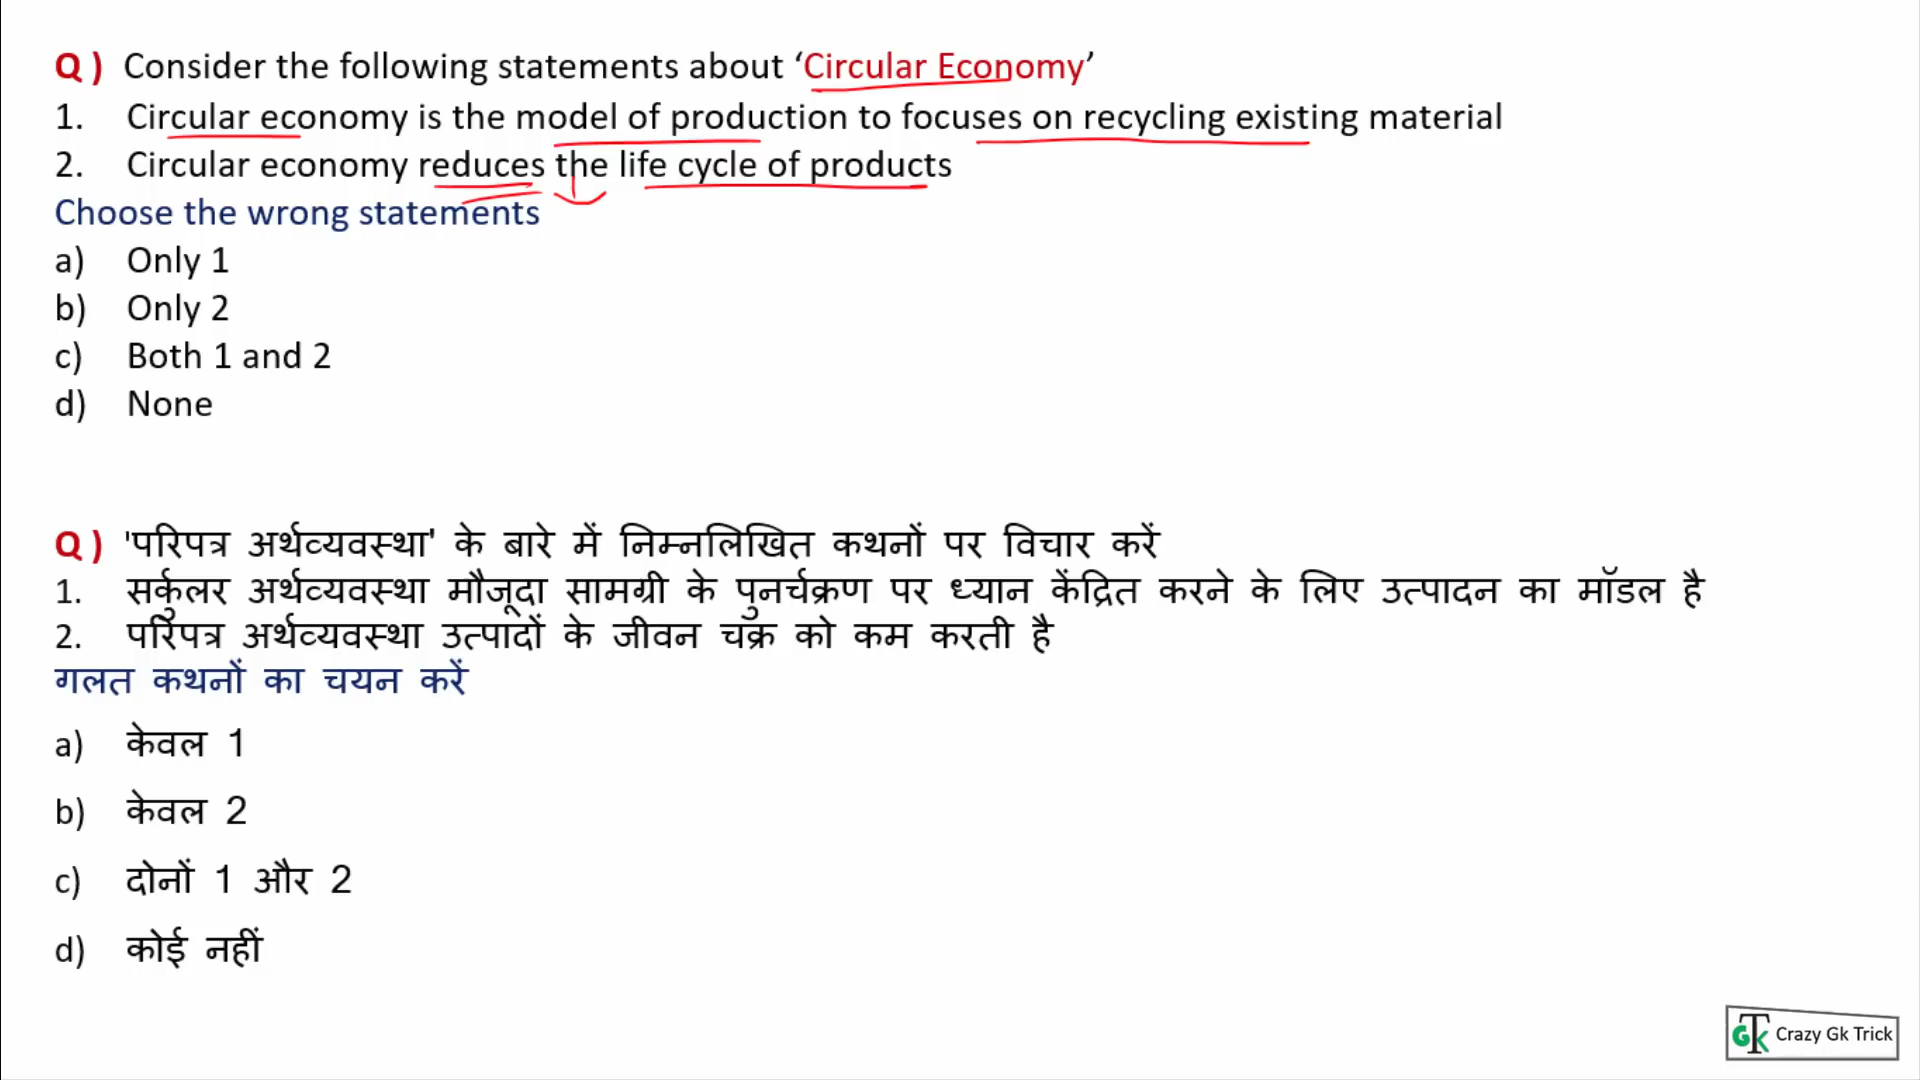 Q ) Consider the following statements about ‘Circular Economy’
1. Circular economy is the model of production to focuses on recycling existing material
2. Circular economy reduces the life cycle of products
Choose the wrong statements
a) Only 1
b) Only 2
c) Both 1 and 2
d) None
Q ) 'परिपत्र अर्थव्यवस्था' के बारे में निम्नलिखित कथनों पर विचार करें
1. सर्कुलर अर्थव्यवस्था मौजूदा सामग्री के पुनर्चक्रण पर ध्यान केंद्रित करने के लिए उत्पादन का मॉडल है
2. परिपत्र अर्थव्यवस्था उत्पादों के जीवन चक्र को कम करती है
गलत कथनों का चयन करें
a) केवल 1
b) केवल 2
c) दोनों 1 और 2
d) कोई नहीं
GTK Crazy Gk Trick